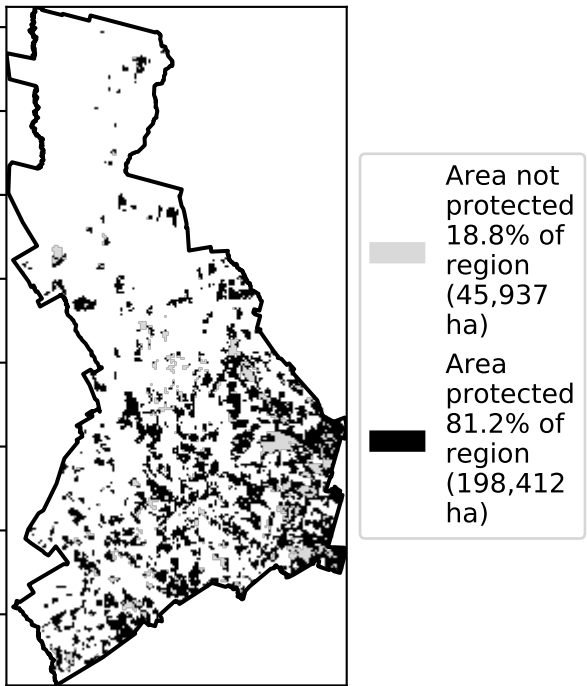 Area not
protected
18.8% of
region
(45,937
ha)
Area
protected
81.2% of
region
(198,412
ha)